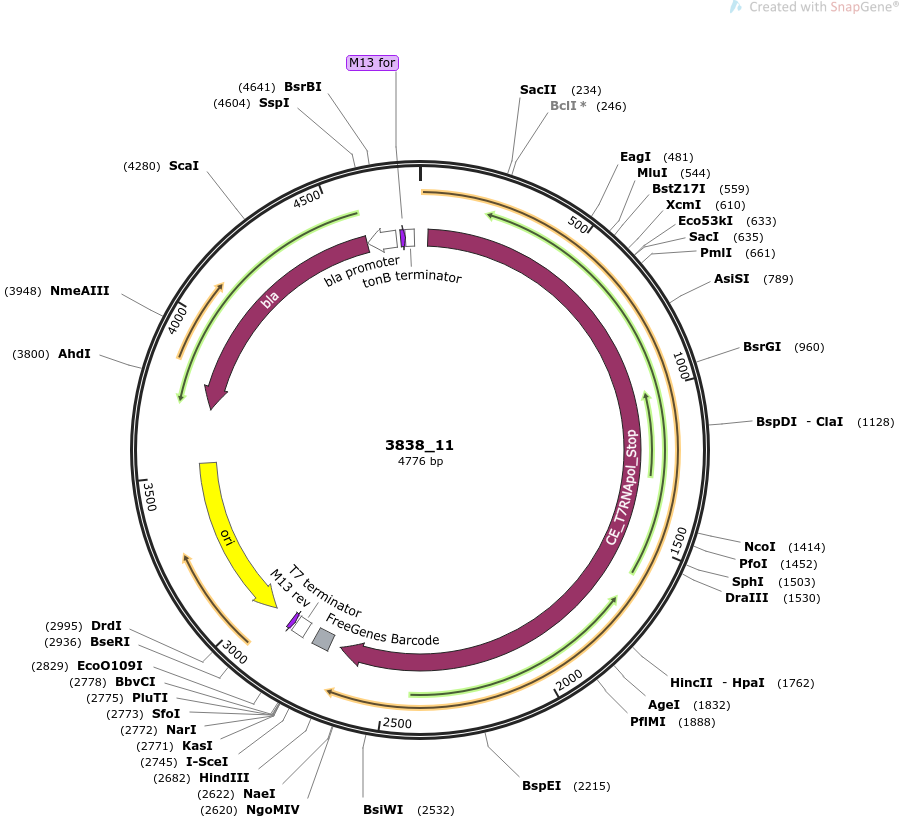 Created with SnapGene®
M13 for
(4641) BsrBI
(4604) SspI
(4280) ScaI
(3948) NmeAIII
(3800) AhdI
SacII (234)
BclI * (246)
EagI (481)
MluI (544)
BstZ17I (559)
XcmI (610)
Eco53kI (633)
SacI (635)
PmlI (661)
AsiSI (789)
BsrGI (960)
BspDI - ClaI (1128)
NcoI (1414)
PfoI (1452)
SphI (1503)
DraIII (1530)
HincII - HpaI (1762)
AgeI (1832)
PflMI (1888)
BspEI (2215)
BsiWI (2532)
(2995) DrdI
(2936) BseRI
(2829) EcoO109I
(2778) BbvCI
(2775) PluTI
(2773) SfoI
(2772) NarI
(2771) KasI
(2745) I-SceI
(2682) HindIII
(2622) NaeI
(2620) NgoMIV
500
1000
1500
2000
2500
3000
3500
4000
4500
bla
bla promoter
tonB terminator
CE_T7RNApol_Stop
ori
M13 rev
T7 terminator
FreeGenes Barcode
3838_11
4776 bp